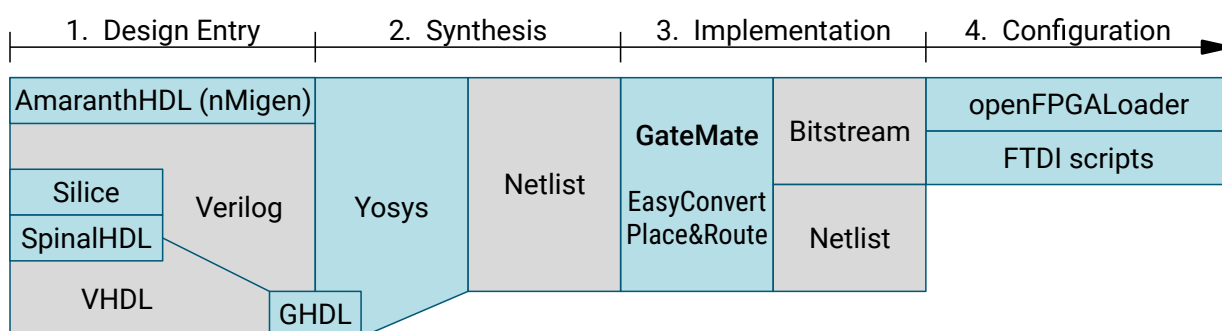 1. Design Entry
2. Synthesis
3. Implementation
4. Configuration
AmaranthHDL (nMigen)
Silice
SpinalHDL
Verilog
VHDL
GHDL
Yosys
Netlist
GateMate
EasyConvert
Place&Route
Bitstream
Netlist
openFPGALoader
FTDI scripts